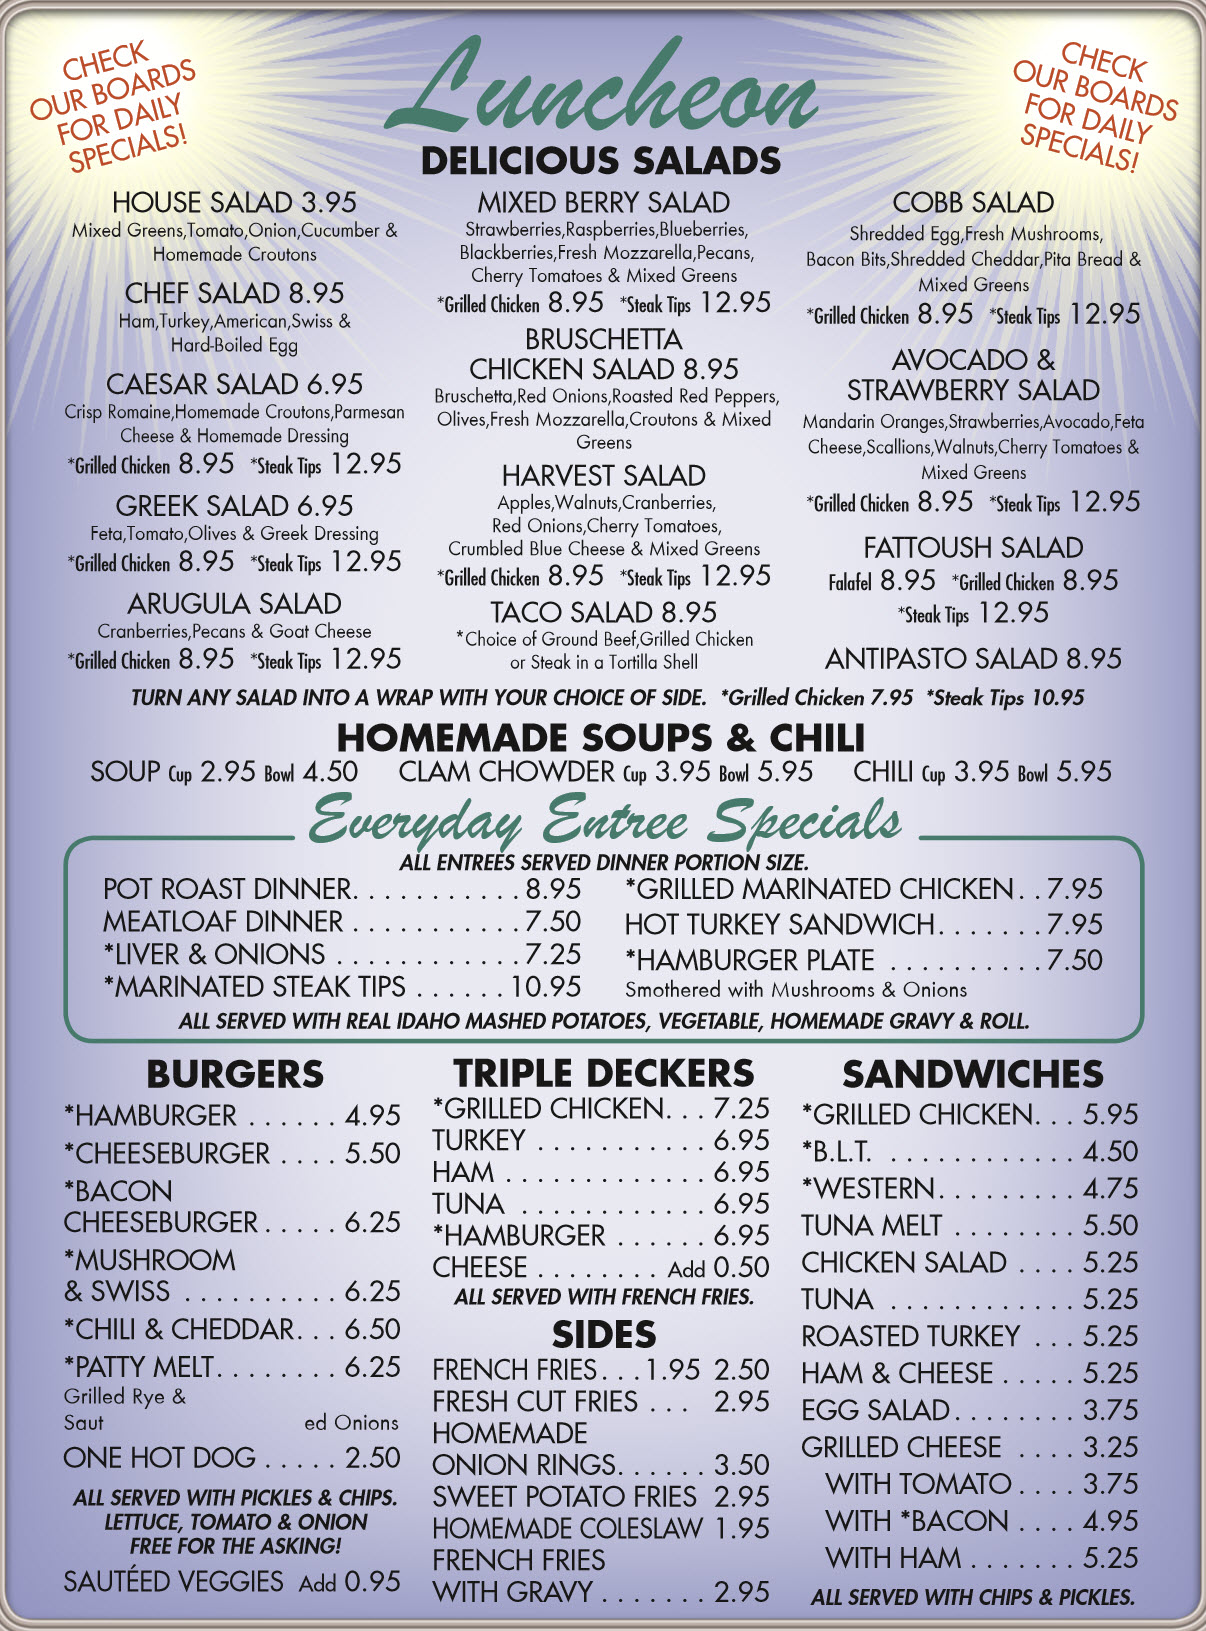 CHECK
OUR BOARDS
FOR DAILY
SPECIALS!
Luncheon
CHECK
OUR BOARDS
FOR DAILY
SPECIALS!
DELICIOUS SALADS
HOUSE SALAD 3.95
Mixed Greens,Tomato,Onion,Cucumber &
Homemade Croutons
CHEF SALAD 8.95
Ham,Turkey,American,Swiss &
Hard-Boiled Egg
CAESAR SALAD 6.95
Crisp Romaine,Homemade Croutons,Parmesan
Cheese & Homemade Dressing
*Grilled Chicken 8.95 *Steak Tips 12.95
GREEK SALAD 6.95
Feta,Tomato,Olives & Greek Dressing
*Grilled Chicken 8.95 *Steak Tips 12.95
ARUGULA SALAD
Cranberries,Pecans & Goat Cheese
*Grilled Chicken 8.95 *Steak Tips 12.95
MIXED BERRY SALAD
Strawberries,Raspberries,Blueberries,
Blackberries,Fresh Mozzarella,Pecans,
Cherry Tomatoes & Mixed Greens
*Grilled Chicken 8.95 *Steak Tips 12.95
BRUSCHETTA
CHICKEN SALAD 8.95
Bruschetta,Red Onions,Roasted Red Peppers,
Olives,Fresh Mozzarella,Croutons & Mixed
Greens
HARVEST SALAD
Apples,Walnuts,Cranberries,
Red Onions,Cherry Tomatoes,
Crumbled Blue Cheese & Mixed Greens
*Grilled Chicken 8.95 *Steak Tips 12.95
TACO SALAD 8.95
*Choice of Ground Beef,Grilled Chicken
or Steak in a Tortilla Shell
COBB SALAD
Shredded Egg,Fresh Mushrooms,
Bacon Bits,Shredded Cheddar,Pita Bread &
Mixed Greens
*Grilled Chicken 8.95 *Steak Tips 12.95
AVOCADO &
STRAWBERRY SALAD
Mandarin Oranges,Strawberries,Avocado,Feta
Cheese,Scallions,Walnuts,Cherry Tomatoes &
Mixed Greens
*Grilled Chicken 8.95 *Steak Tips 12.95
FATTOUSH SALAD
Falafel 8.95 *Grilled Chicken 8.95
*Steak Tips 12.95
ANTIPASTO SALAD 8.95
TURN ANY SALAD INTO A WRAP WITH YOUR CHOICE OF SIDE. *Grilled Chicken 7.95 *Steak Tips 10.95
HOMEMADE SOUPS & CHILI
SOUP Cup 2.95 Bowl 4.50 CLAM CHOWDER Cup 3.95 Bowl 5.95 CHILI Cup 3.95 Bowl 5.95
Everyday Entree Specials
ALL ENTREES SERVED DINNER PORTION SIZE.
POT ROAST DINNER. . . . . . . . . . . 8.95
MEATLOAF DINNER . . . . . . . . . . . 7.50
*LIVER & ONIONS . . . . . . . . . . . . 7.25
*MARINATED STEAK TIPS . . . . . . 10.95
*GRILLED MARINATED CHICKEN. . 7.95
HOT TURKEY SANDWICH. . . . . . . 7.95
*HAMBURGER PLATE . . . . . . . . . . 7.50
Smothered with Mushrooms & Onions
ALL SERVED WITH REAL IDAHO MASHED POTATOES, VEGETABLE, HOMEMADE GRAVY & ROLL.
BURGERS
*HAMBURGER . . . . . . 4.95
*CHEESEBURGER . . . . 5.50
*BACON
CHEESEBURGER. . . . . 6.25
*MUSHROOM
& SWISS . . . . . . . . . . 6.25
*CHILI & CHEDDAR. . . 6.50
*PATTY MELT. . . . . . . . 6.25
Grilled Rye &
Saut ed Onions
ONE HOT DOG . . . . . 2.50
ALL SERVED WITH PICKLES & CHIPS.
LETTUCE, TOMATO & ONION
FREE FOR THE ASKING!
SAUTÉED VEGGIES Add 0.95
TRIPLE DECKERS
*GRILLED CHICKEN. . . 7.25
TURKEY . . . . . . . . . . . 6.95
HAM . . . . . . . . . . . . . 6.95
TUNA . . . . . . . . . . . . 6.95
*HAMBURGER . . . . . . 6.95
CHEESE . . . . . . . . Add 0.50
ALL SERVED WITH FRENCH FRIES.
SIDES
FRENCH FRIES. . . 1.95 2.50
FRESH CUT FRIES . . . 2.95
HOMEMADE
ONION RINGS. . . . . . 3.50
SWEET POTATO FRIES 2.95
HOMEMADE COLESLAW 1.95
FRENCH FRIES
WITH GRAVY . . . . . . . 2.95
SANDWICHES
*GRILLED CHICKEN. . . 5.95
*B.L.T. . . . . . . . . . . . . 4.50
*WESTERN. . . . . . . . . 4.75
TUNA MELT . . . . . . . . 5.50
CHICKEN SALAD . . . . 5.25
TUNA . . . . . . . . . . . . 5.25
ROASTED TURKEY . . . 5.25
HAM & CHEESE . . . . . 5.25
EGG SALAD. . . . . . . . 3.75
GRILLED CHEESE . . . . 3.25
WITH TOMATO . . . . 3.75
WITH *BACON . . . . 4.95
WITH HAM . . . . . . . 5.25
ALL SERVED WITH CHIPS & PICKLES.